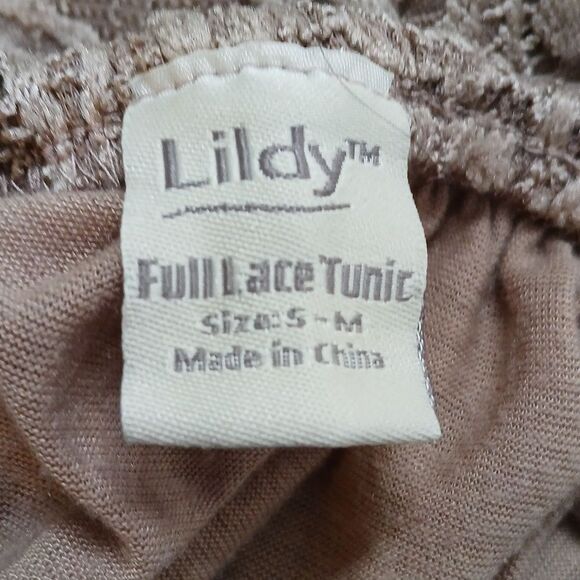 Lildy™
Full Lace Tunic
Size: S - M
Made in China